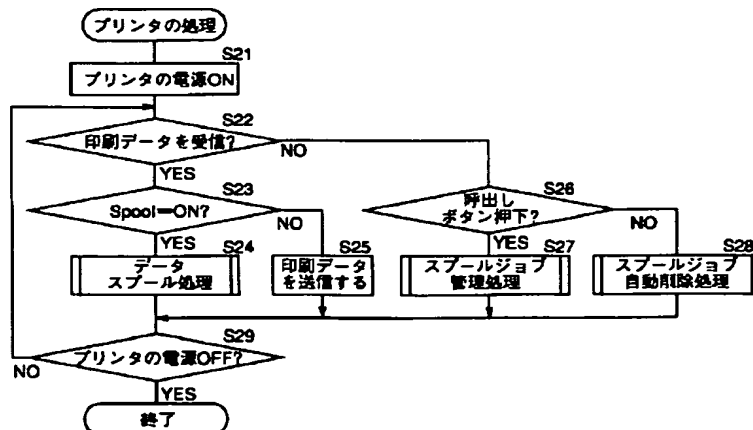 プリンタの処理
S21
プリンタの電源ON
S22
印刷データを受信?
NO
YES
S23
Spool=ON?
NO
YES
S26
呼出し
ボタン押下?
NO
YES
S24
データ
スプール処理
S25
印刷データ
を送信する
S27
スプールジョブ
管理処理
S28
スプールジョブ
自動削除処理
S29
プリンタの電源OFF?
NO
YES
終了